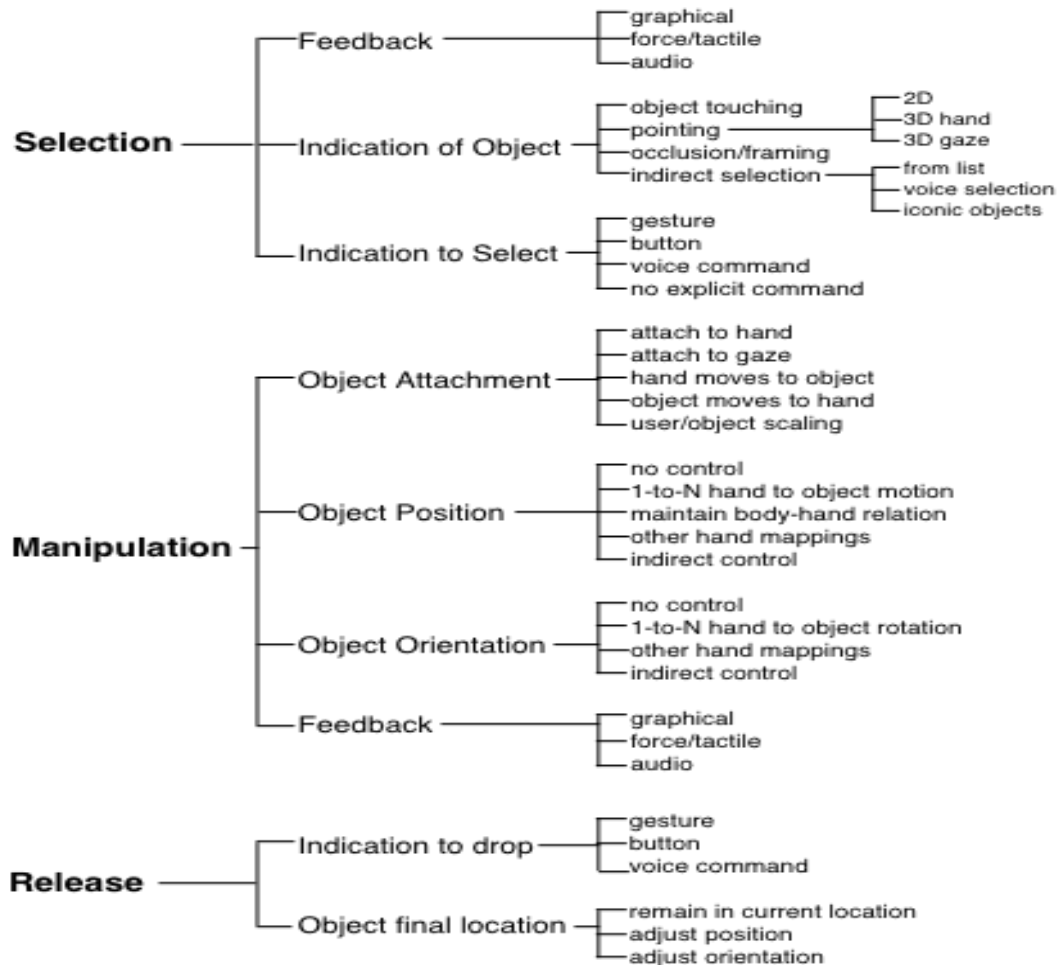 Selection
Feedback
graphical
force/tactile
audio
Indication of Object
object touching
pointing
2D
3D hand
3D gaze
occlusion/framing
indirect selection
from list
voice selection
iconic objects
Indication to Select
gesture
button
voice command
no explicit command
Manipulation
Object Attachment
attach to hand
attach to gaze
hand moves to object
object moves to hand
user/object scaling
Object Position
no control
1-to-N hand to object motion
maintain body-hand relation
other hand mappings
indirect control
Object Orientation
no control
1-to-N hand to object rotation
other hand mappings
indirect control
Feedback
graphical
force/tactile
audio
Release
Indication to drop
gesture
button
voice command
Object final location
remain in current location
adjust position
adjust orientation